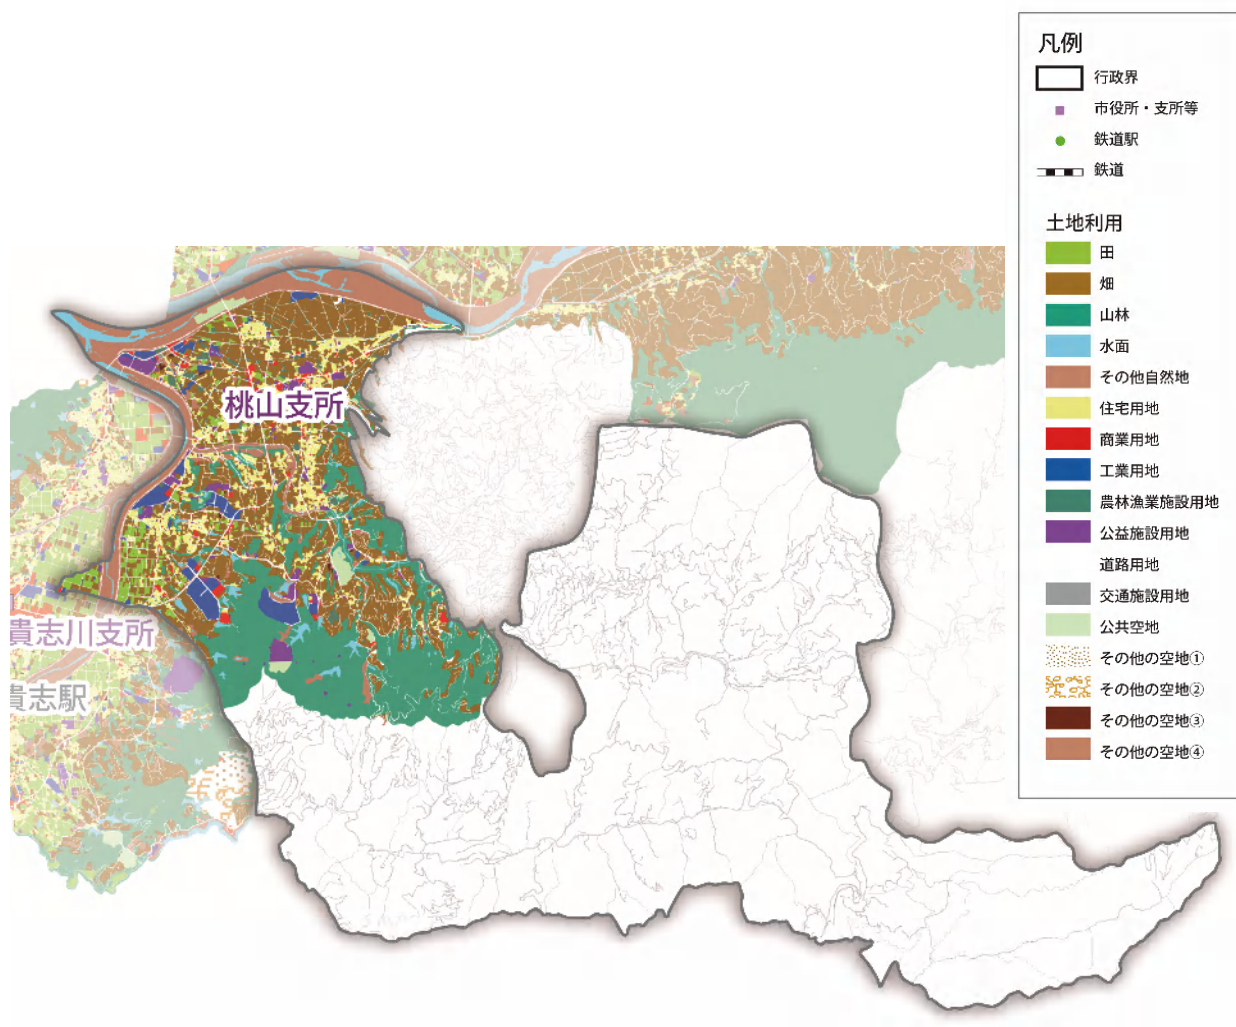 凡例
行政界
市役所・支所等
鉄道駅
鉄道
土地利用
田
畑
山林
水面
その他自然地
住宅用地
商業用地
工業用地
農林漁業施設用地
公益施設用地
道路用地
交通施設用地
公共空地
その他の空地①
その他の空地②
その他の空地③
その他の空地④
桃山支所
貴志川支所
貴志駅